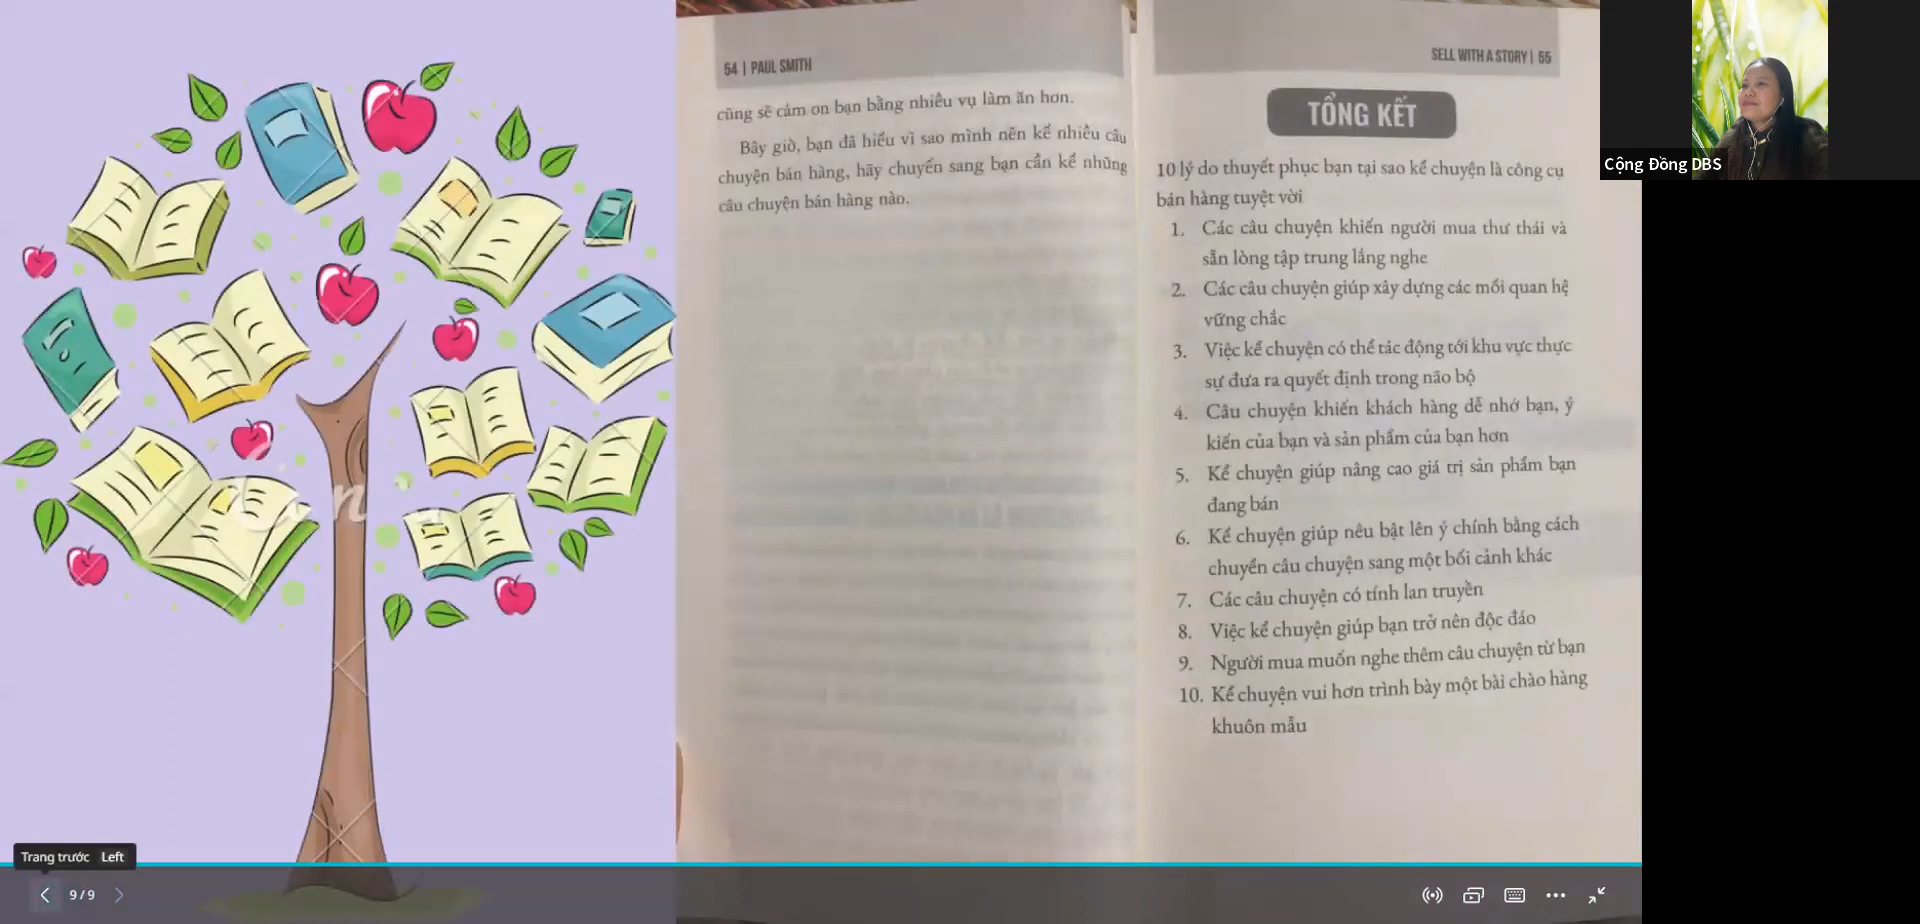 54 | PAUL SMITH
cũng sẽ cảm ơn bạn bằng nhiều vụ làm ăn hơn.
Bây giờ, bạn đã hiểu vì sao mình nên kể nhiều câu
chuyện bán hàng, hãy chuyển sang bạn cần kể những
câu chuyện bán hàng nào.
SELL WITH A STORY | 55
TỔNG KẾT
10 lý do thuyết phục bạn tại sao kể chuyện là công cụ
bán hàng tuyệt vời
1. Các câu chuyện khiến người mua thư thái và
sẵn lòng tập trung lắng nghe
2. Các câu chuyện giúp xây dựng các mối quan hệ
vững chắc
3. Việc kể chuyện có thể tác động tới khu vực thực
sự đưa ra quyết định trong não bộ
4. Câu chuyện khiến khách hàng dễ nhớ bạn, ý
kiến của bạn và sản phẩm của bạn hơn
5. Kể chuyện giúp nâng cao giá trị sản phẩm bạn
đang bán
6. Kể chuyện giúp nêu bật lên ý chính bằng cách
chuyển câu chuyện sang một bối cảnh khác
7. Các câu chuyện có tính lan truyền
8. Việc kể chuyện giúp bạn trở nên độc đáo
9. Người mua muốn nghe thêm câu chuyện từ bạn
10. Kể chuyện vui hơn trình bày một bài chào hàng
khuôn mẫu
Cộng Đồng DBS
Trang trước Left
9 / 9